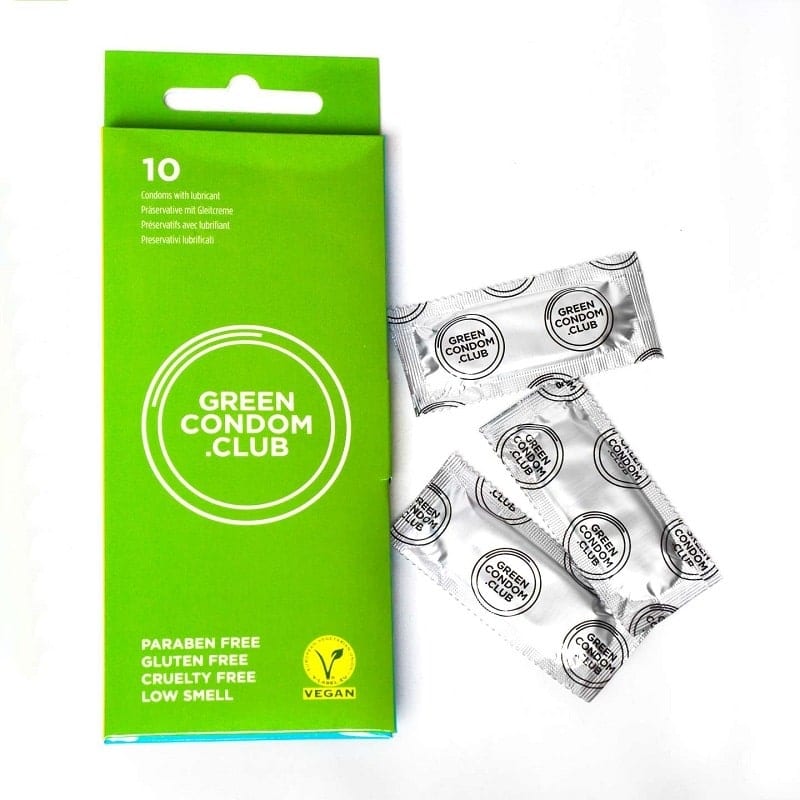 10
Condoms with lubricant
Präservative mit Gleitcreme
Préservatifs avec lubrifiant
Preservativi lubrificati
GREEN
CONDOM
.CLUB
PARABEN FREE
GLUTEN FREE
CRUELTY FREE
LOW SMELL
V-LABEL.EU
VEGAN
GREEN
CONDOM
.CLUB
GREEN
CONDOM
.CLUB
GREEN
CONDOM
.CLUB
GREEN
CONDOM
.CLUB
GREEN
CONDOM
.CLUB
GREEN
CONDOM
.CLUB
GREEN
CONDOM
.CLUB